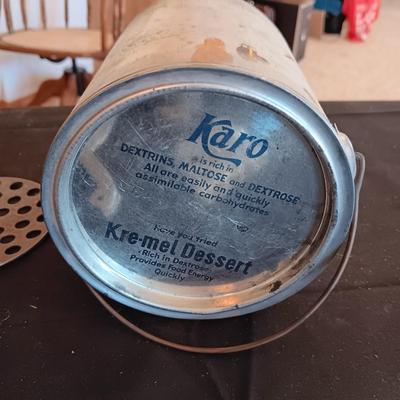 Karo
is rich in
DEXTRINS, MALTOSE and DEXTROSE
All are easily and quickly
assimilable carbohydrates
Have you tried
Kre-mel Dessert
Rich in Dextrose
Provides Food Energy
Quickly